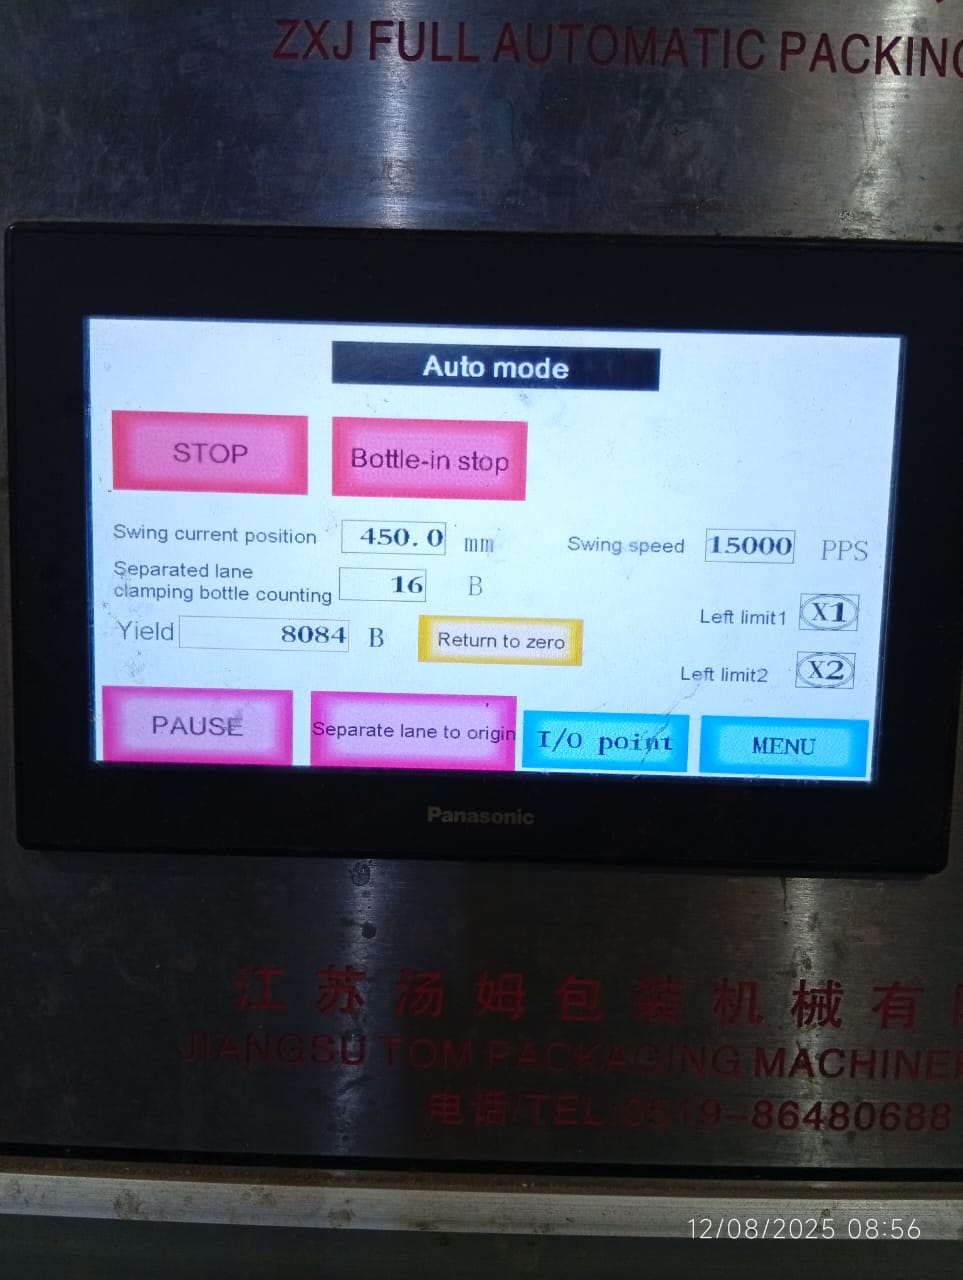 ZXJ FULL AUTOMATIC PACKING
Auto mode
STOP
Bottle-in stop
Swing current position 450.0 mm
Swing speed 15000 PPS
Separated lane
clamping bottle counting 16 B
Left limit1 X1
Yield 8084 B
Return to zero
Left limit2 X2
PAUSE
Separate lane to origin
I/O point
MENU
Panasonic
江苏汤姆包装机械有
JIANGSU TOM PACKAGING MACHINE
电话/TEL:0519-86480688
12/08/2025 08:56